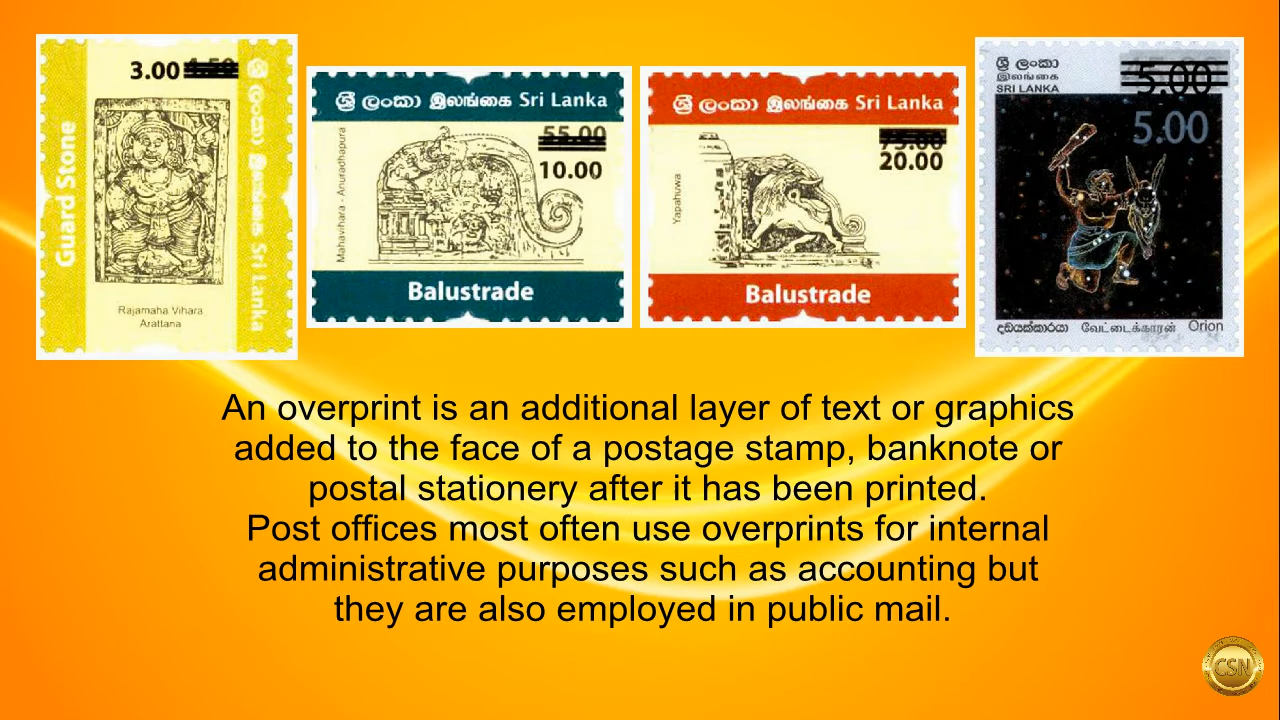 3.00 4.50
Guard Stone
ශ්‍රී ලංකා இலங்கை Sri Lanka
Rajamaha Vihara
Arattana
ශ්‍රී ලංකා இலங்கை Sri Lanka
55.00
10.00
Mahavihara - Anuradhapura
Balustrade
ශ්‍රී ලංකා இலங்கை Sri Lanka
75.00
20.00
Yapahuwa
Balustrade
ශ්‍රී ලංකා
இலங்கை
SRI LANKA
5.00
5.00
දඩයක්කාරයා வேட்டைக்காரன் Orion
An overprint is an additional layer of text or graphics
added to the face of a postage stamp, banknote or
postal stationery after it has been printed.
Post offices most often use overprints for internal
administrative purposes such as accounting but
they are also employed in public mail.
CSN